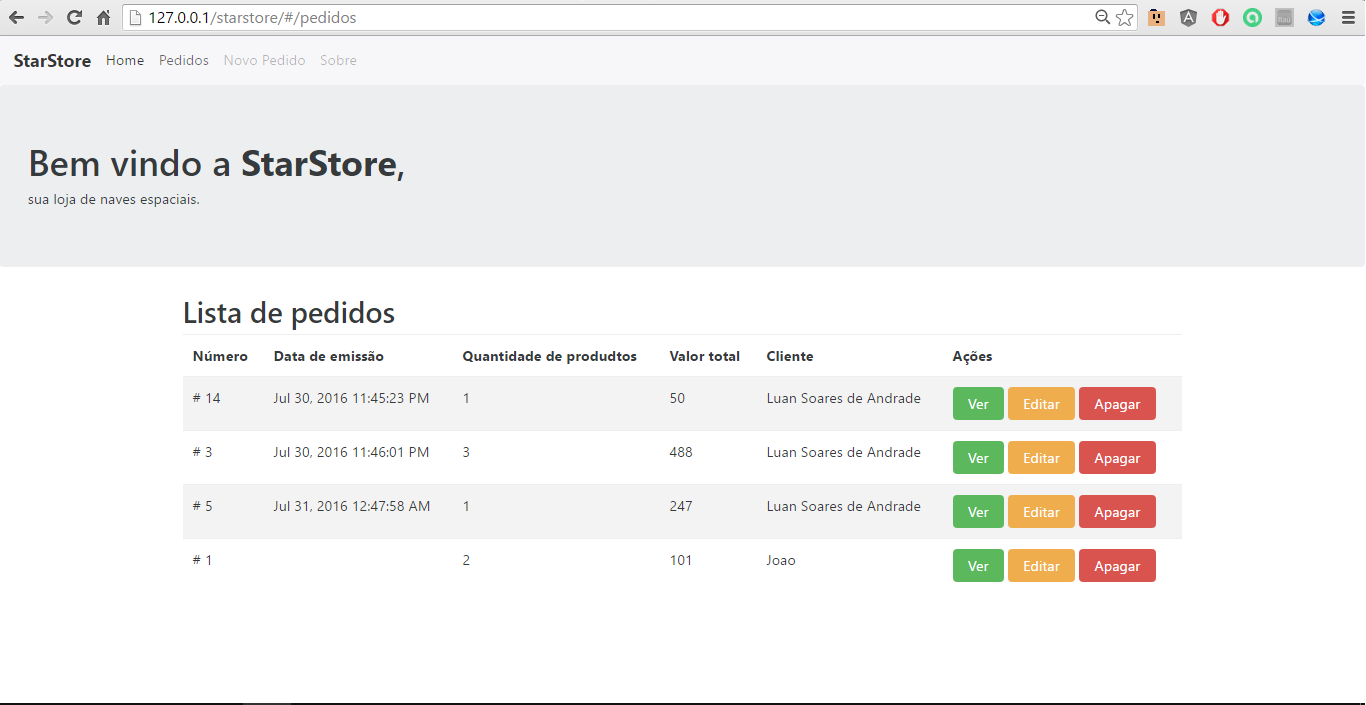 127.0.0.1/starstore/#/pedidos
StarStore Home Pedidos Novo Pedido Sobre
Bem vindo a StarStore,
sua loja de naves espaciais.
Lista de pedidos
Número Data de emissão Quantidade de produdtos Valor total Cliente Ações
# 14 Jul 30, 2016 11:45:23 PM 1 50 Luan Soares de Andrade Ver Editar Apagar
# 3 Jul 30, 2016 11:46:01 PM 3 488 Luan Soares de Andrade Ver Editar Apagar
# 5 Jul 31, 2016 12:47:58 AM 1 247 Luan Soares de Andrade Ver Editar Apagar
# 1 2 101 Joao Ver Editar Apagar